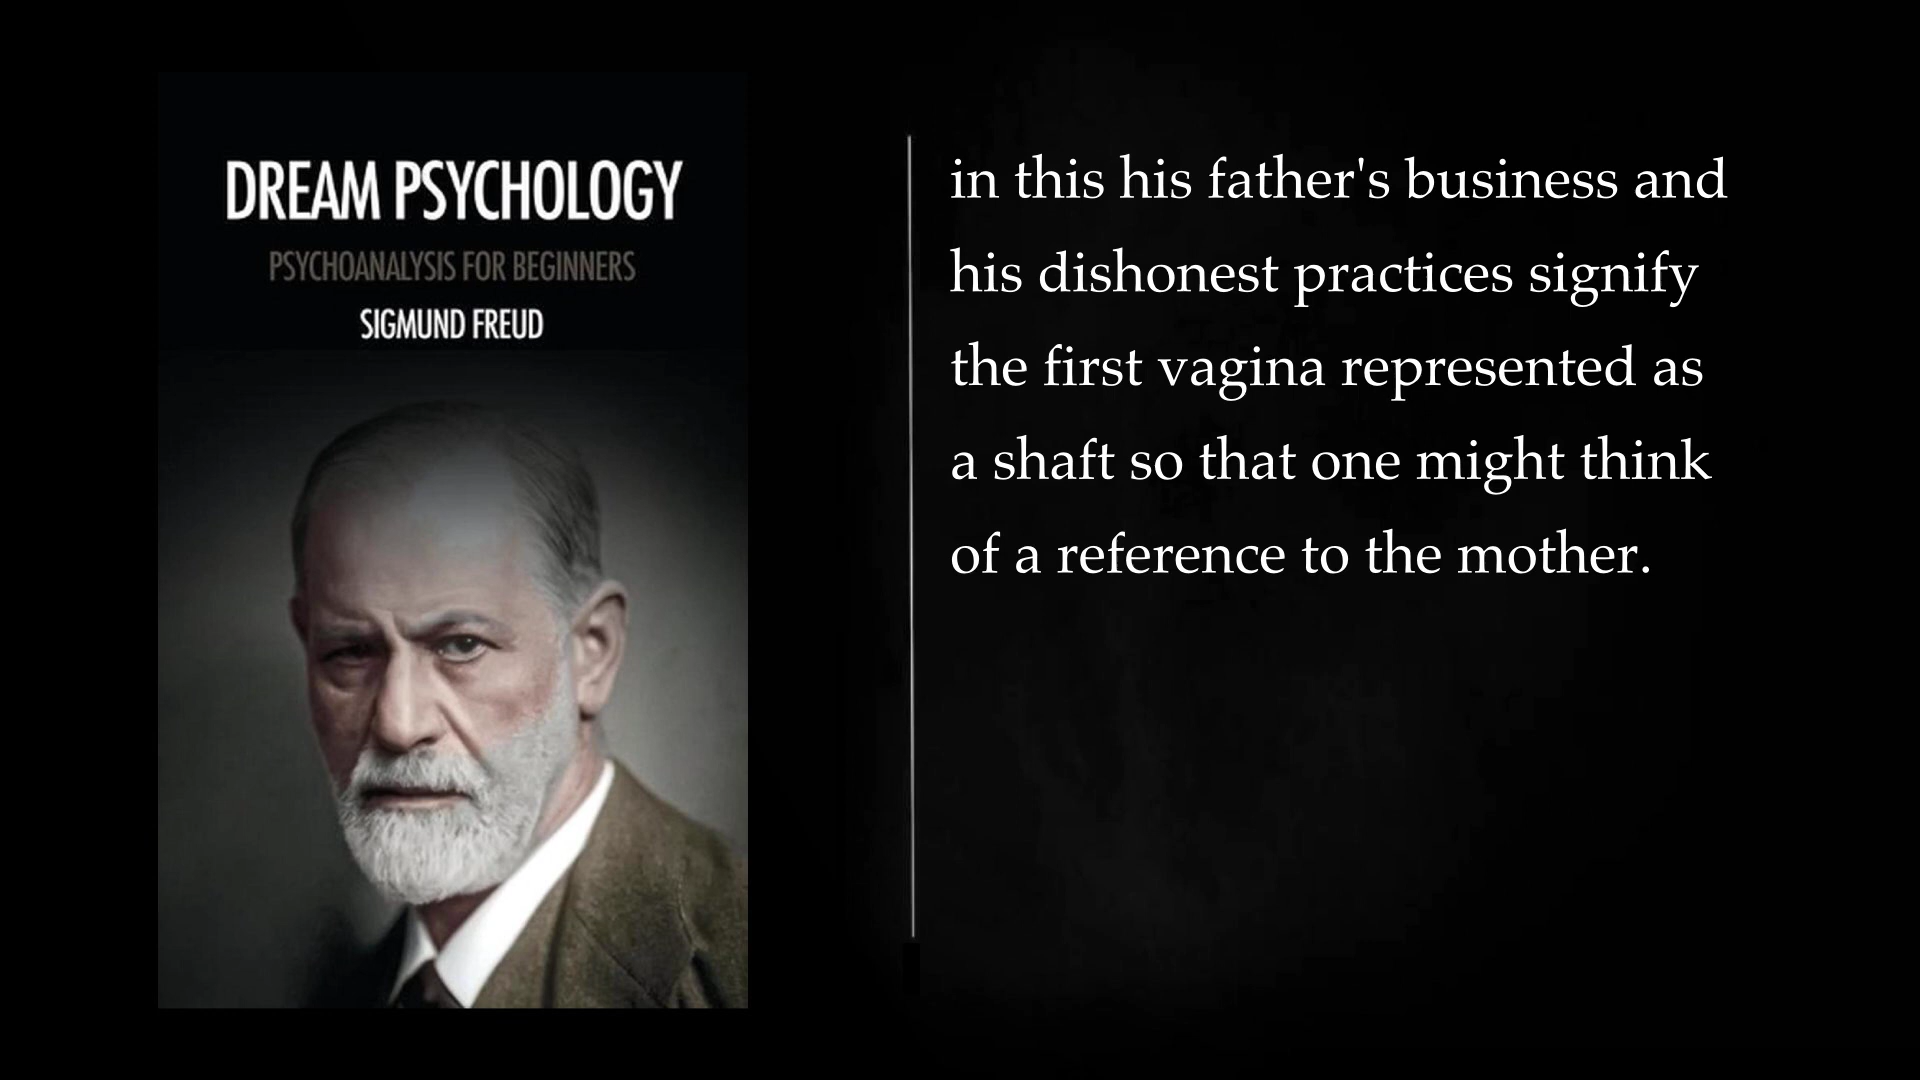 DREAM PSYCHOLOGY
PSYCHOANALYSIS FOR BEGINNERS
SIGMUND FREUD
in this his father's business and
his dishonest practices signify
the first vagina represented as
a shaft so that one might think
of a reference to the mother.